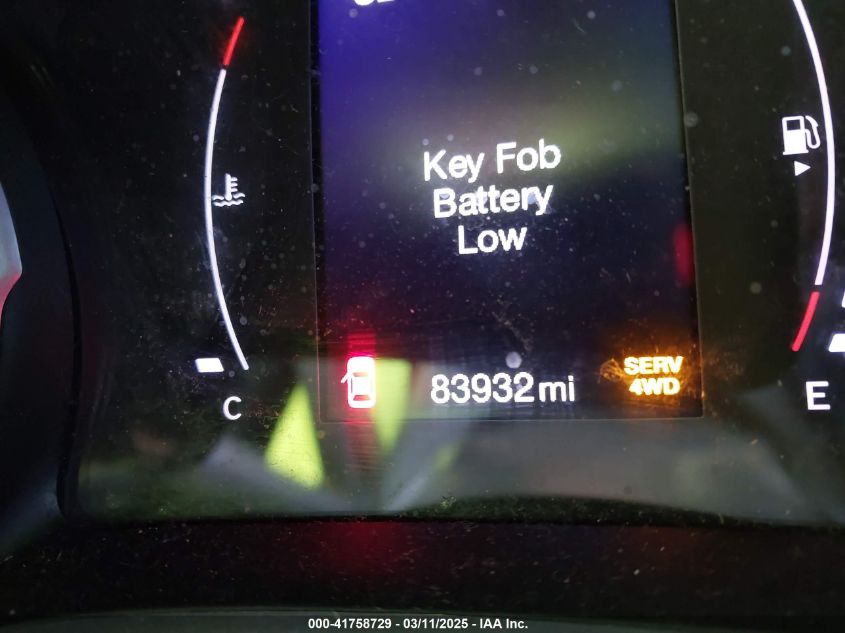 Key Fob
Battery
Low
83932 mi
SERV
4WD
C
E
000-41758729 - 03/11/2025 - IAA Inc.